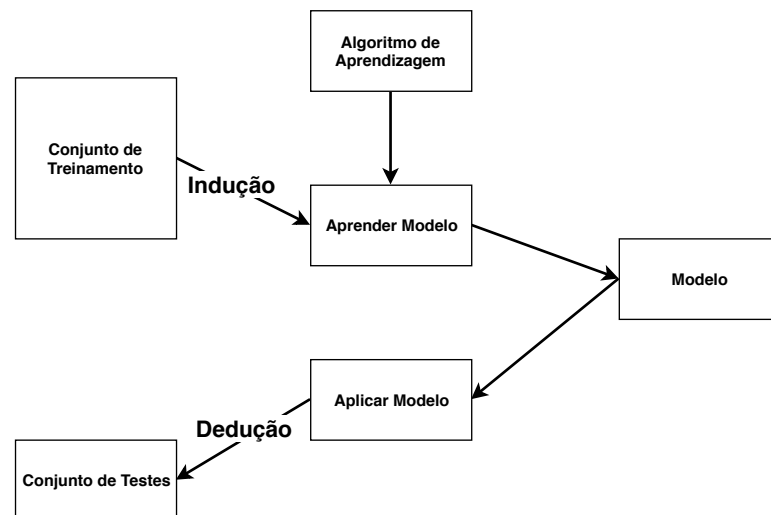 Algoritmo de
Aprendizagem
Conjunto de
Treinamento
Indução
Aprender Modelo
Modelo
Aplicar Modelo
Dedução
Conjunto de Testes